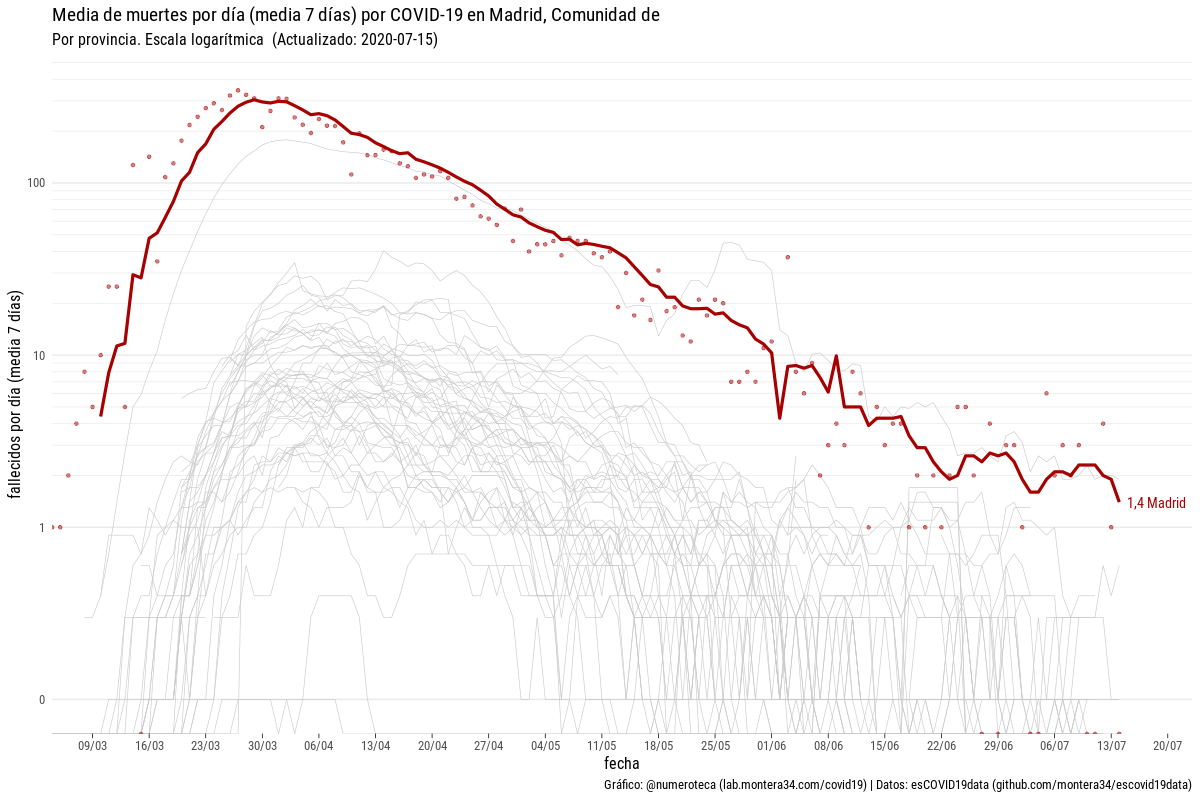 Media de muertes por día (media 7 días) por COVID-19 en Madrid, Comunidad de
Por provincia. Escala logarítmica (Actualizado: 2020-07-15)
fallecidos por día (media 7 días)
100
10
1
0
1,4 Madrid
09/03 16/03 23/03 30/03 06/04 13/04 20/04 27/04 04/05 11/05 18/05 25/05 01/06 08/06 15/06 22/06 29/06 06/07 13/07 20/07
fecha
Gráfico: @numeroteca (lab.montera34.com/covid19) | Datos: esCOVID19data (github.com/montera34/escovid19data)